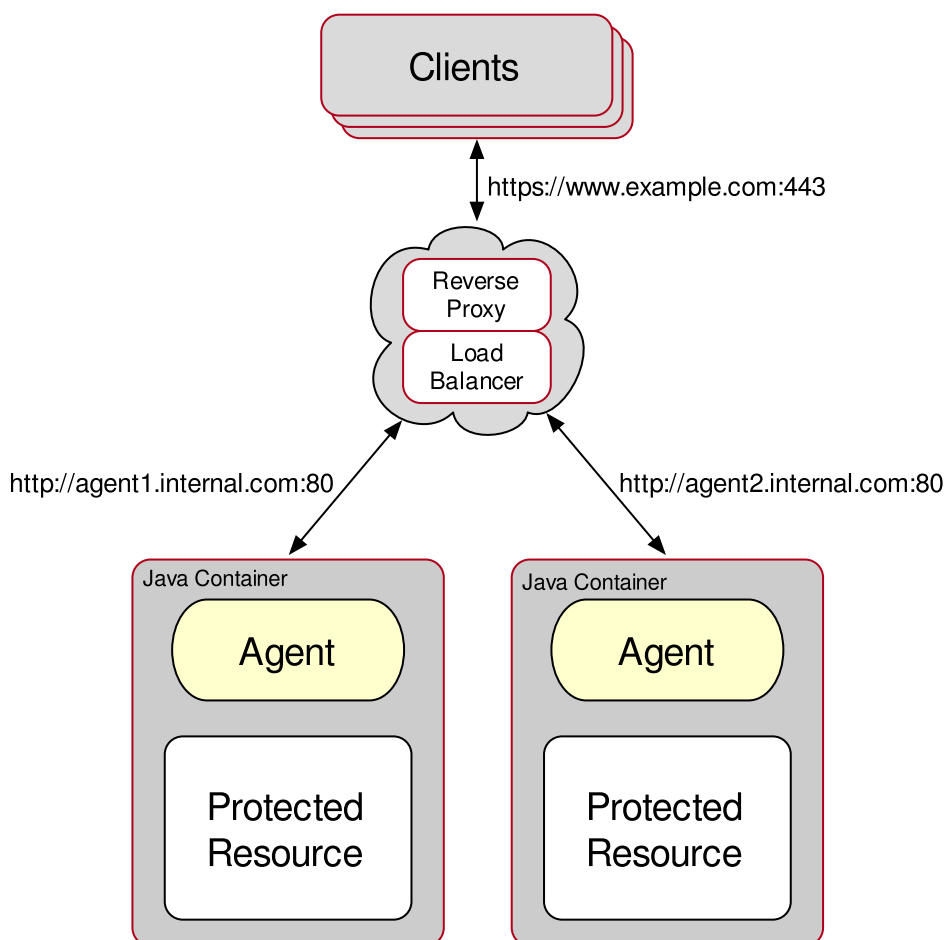 Clients
https://www.example.com:443
Reverse
Proxy
Load
Balancer
http://agent1.internal.com:80
http://agent2.internal.com:80
Java Container
Agent
Protected
Resource
Java Container
Agent
Protected
Resource